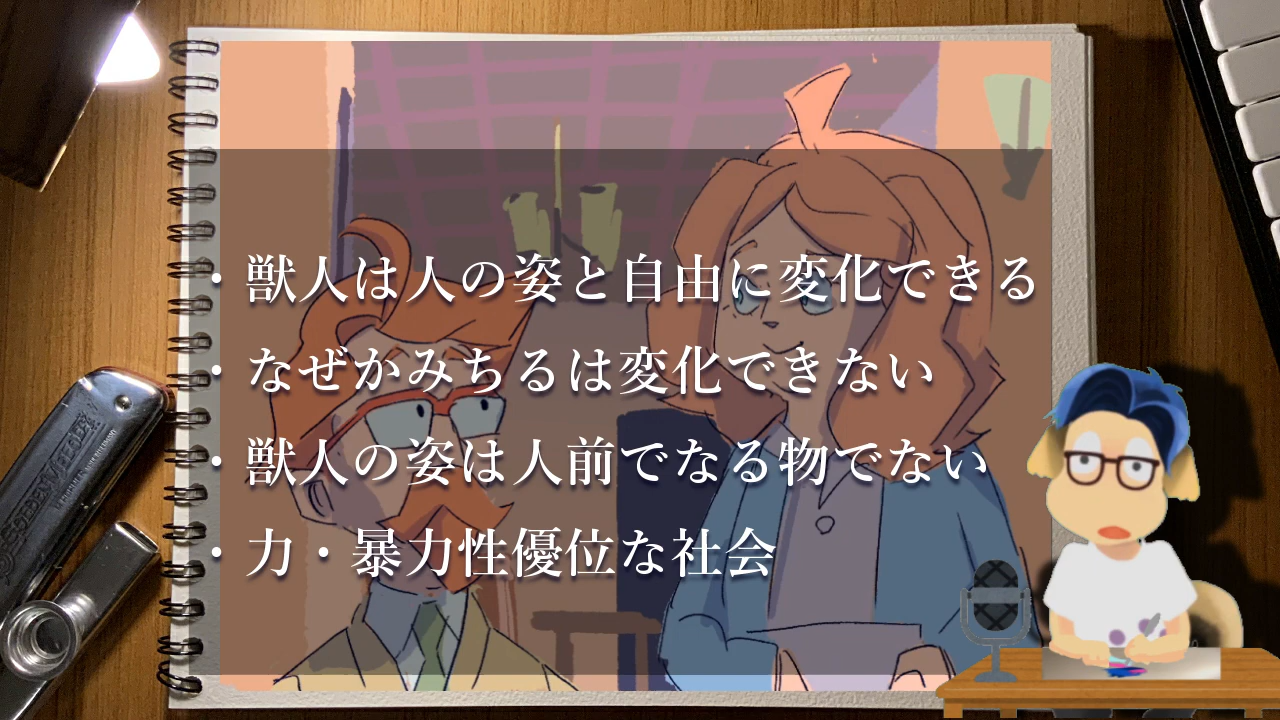 ・獣人は人の姿と自由に変化できる
・なぜかみちるは変化できない
・獣人の姿は人前でなる物でない
・力・暴力性優位な社会